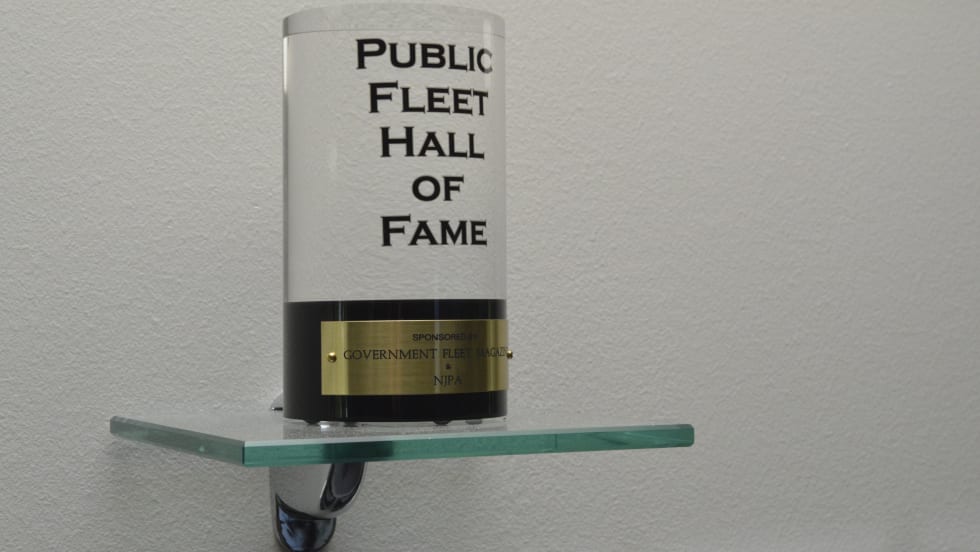 PUBLIC
FLEET
HALL
OF
FAME
SPONSORED BY
GOVERNMENT FLEET MAGAZINE
&
NJPA